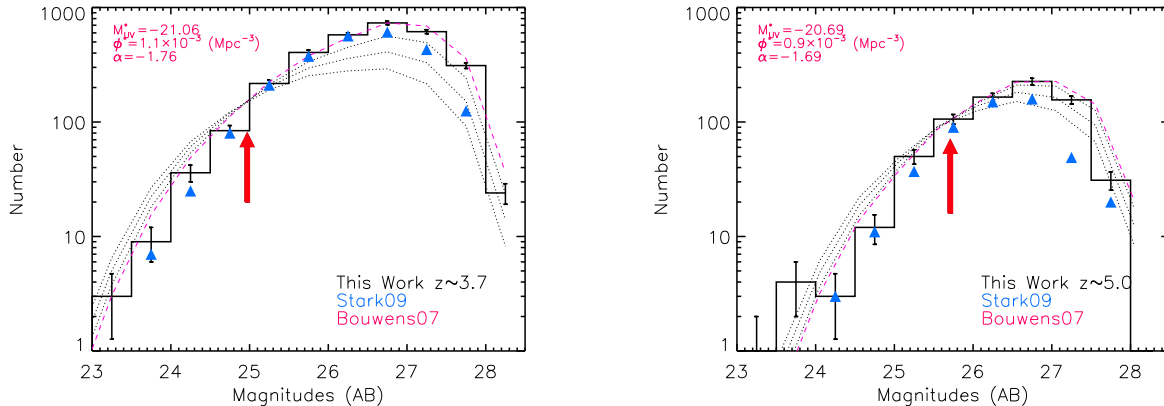 M*uv=−21.06
φ*=1.1×10−3 (Mpc−3)
α=−1.76
1000
100
10
1
Number
This Work z~3.7
Stark09
Bouwens07
23 24 25 26 27 28
Magnitudes (AB)
M*uv=−20.69
φ*=0.9×10−3 (Mpc−3)
α=−1.69
1000
100
10
1
Number
This Work z~5.0
Stark09
Bouwens07
23 24 25 26 27 28
Magnitudes (AB)